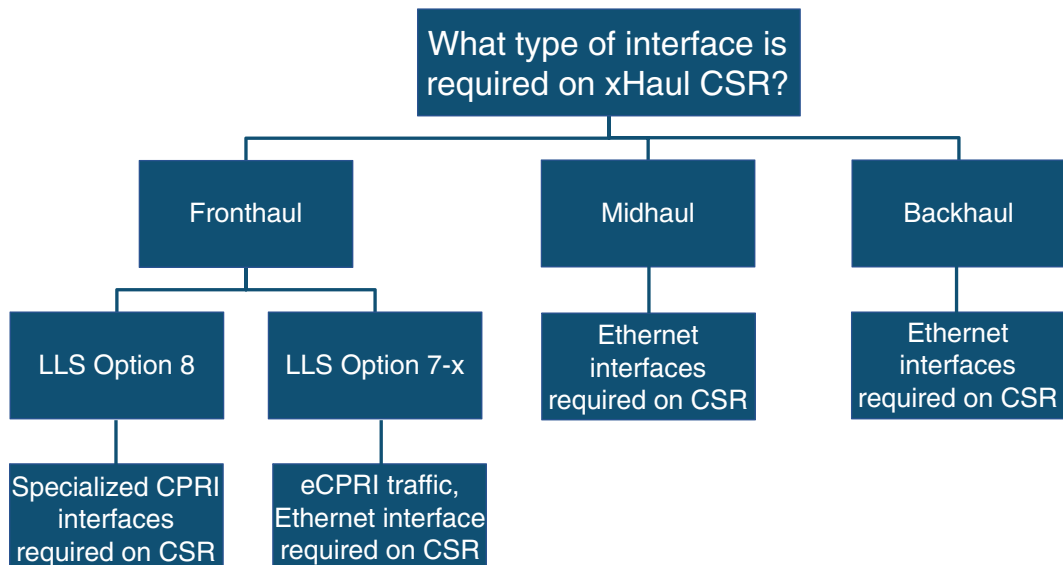 What type of interface is
required on xHaul CSR?
Fronthaul
Midhaul
Backhaul
LLS Option 8
LLS Option 7-x
Ethernet
interfaces
required on CSR
Ethernet
interfaces
required on CSR
Specialized CPRI
interfaces
required on CSR
eCPRI traffic,
Ethernet interface
required on CSR